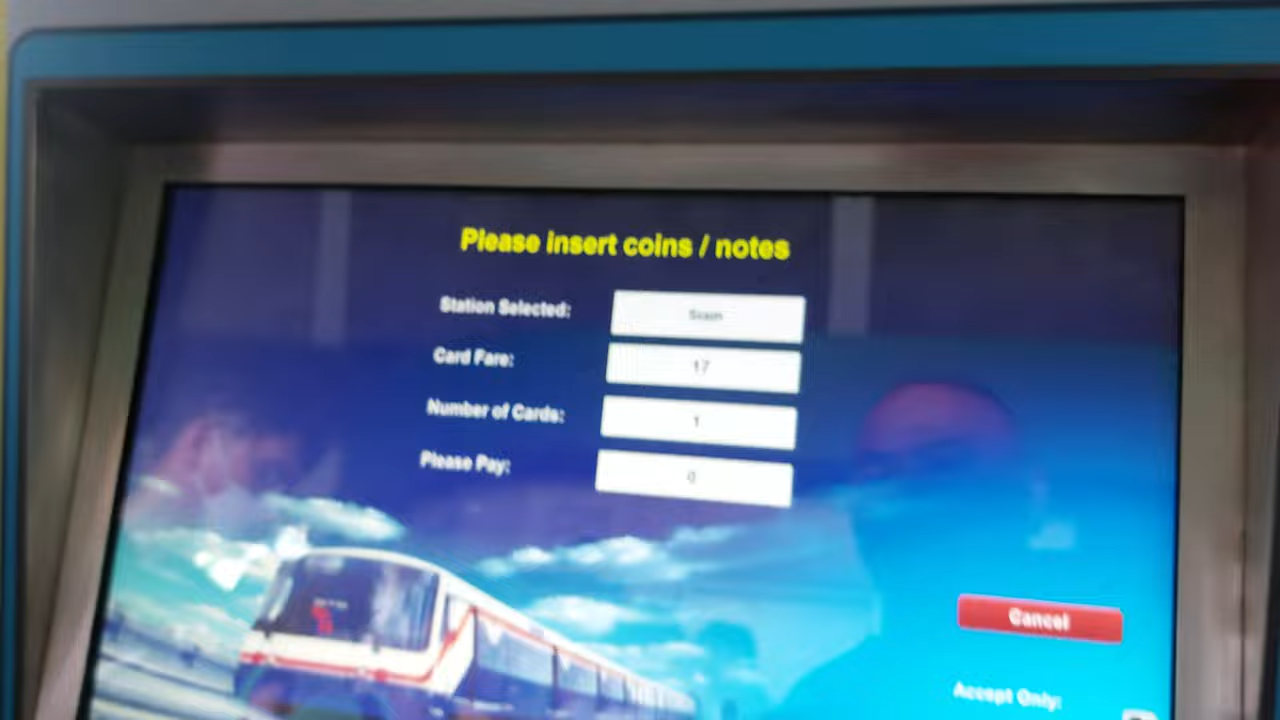 Please insert coins / notes
Station Selected: Siam
Card Fare: 17
Number of Cards: 1
Please Pay: 0
Cancel
Accept Only: